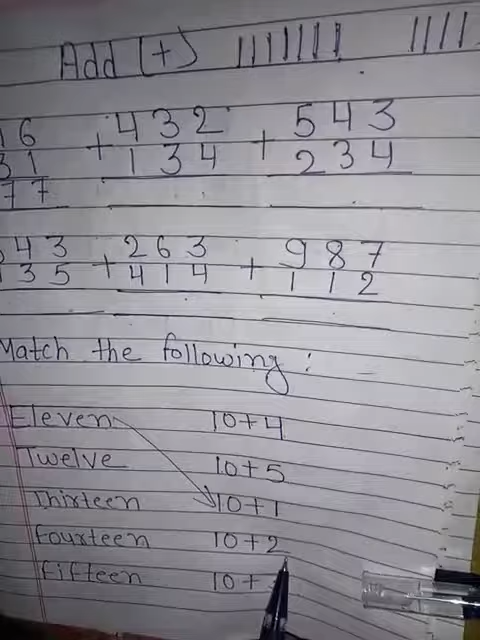 Add (+)
16 + 432 + 543
31 134 234
77
43 + 263 + 987
35 414 112
Match the following :
Eleven 10+4
Twelve 10+5
Thirteen 10+1
Fourteen 10+2
Fifteen 10+